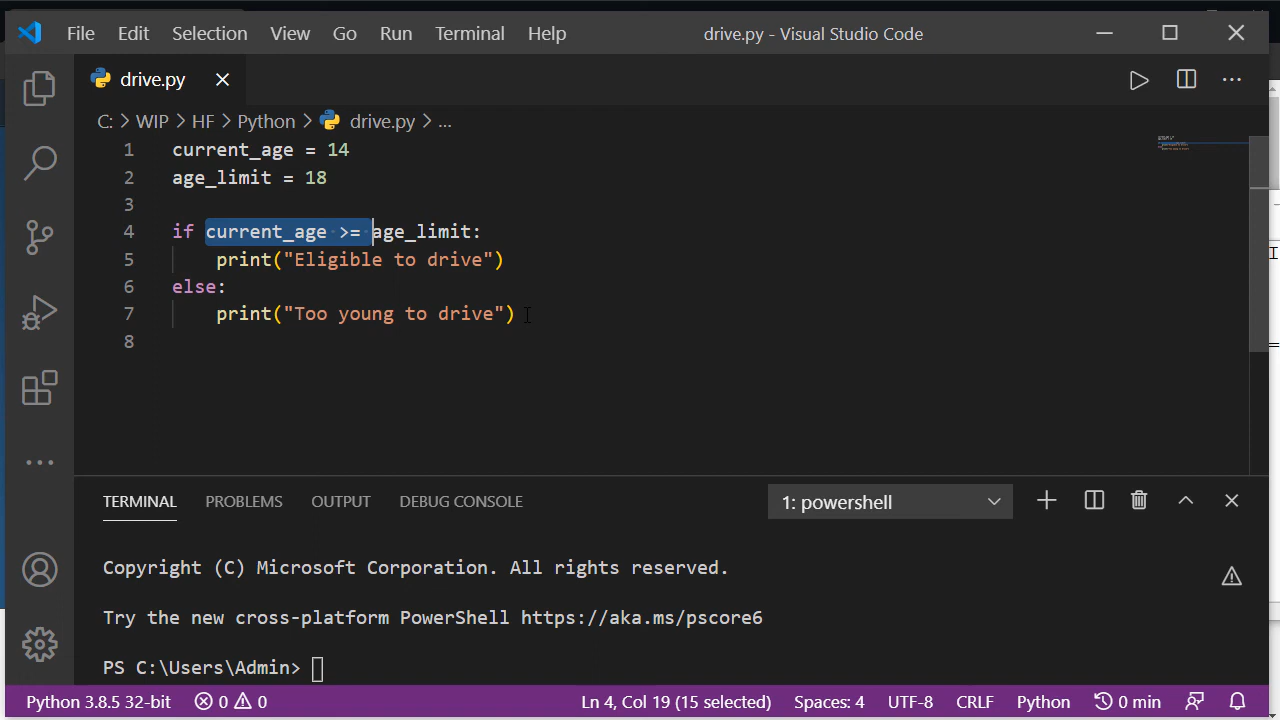 File Edit Selection View Go Run Terminal Help drive.py - Visual Studio Code
drive.py
C: > WIP > HF > Python > drive.py > ...
1 current_age = 14
2 age_limit = 18
3
4 if current_age >= age_limit:
5 print("Eligible to drive")
6 else:
7 print("Too young to drive")
8
TERMINAL PROBLEMS OUTPUT DEBUG CONSOLE 1: powershell
Copyright (C) Microsoft Corporation. All rights reserved.
Try the new cross-platform PowerShell https://aka.ms/pscore6
PS C:\Users\Admin>
Python 3.8.5 32-bit 0 0 Ln 4, Col 19 (15 selected) Spaces: 4 UTF-8 CRLF Python 0 min